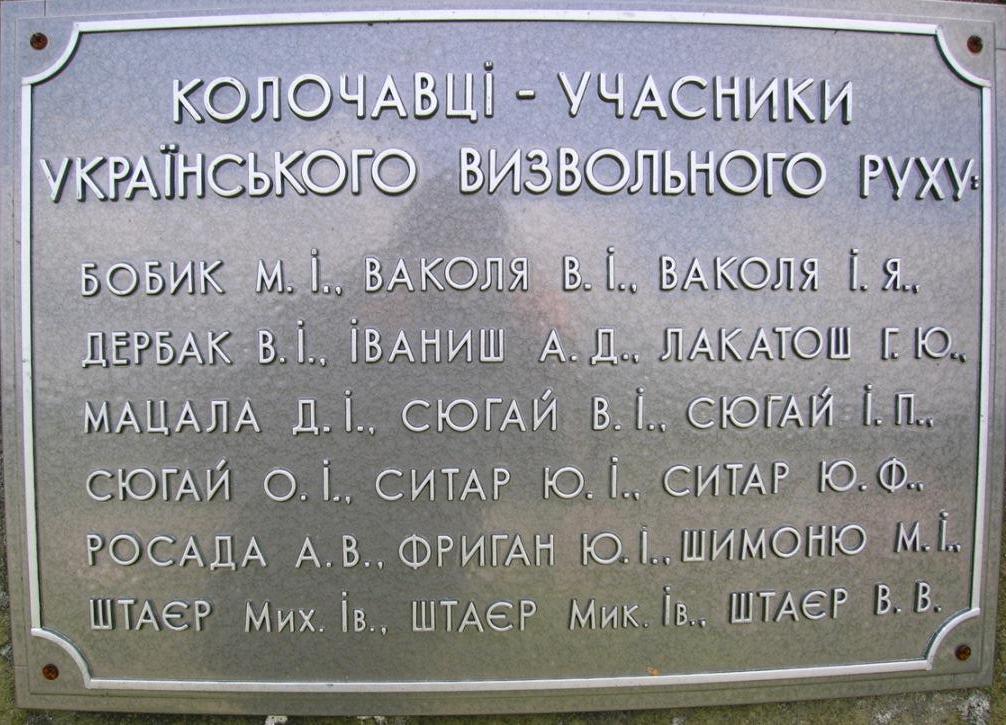 КОЛОЧАВЦІ - УЧАСНИКИ
УКРАЇНСЬКОГО ВИЗВОЛЬНОГО РУХУ:
БОБИК М. І., ВАКОЛЯ В. І., ВАКОЛЯ І. Я.,
ДЕРБАК В. І., ІВАНИШ А. Д., ЛАКАТОШ Г. Ю.,
МАЦАЛА Д. І., СЮГАЙ В. І., СЮГАЙ І. П.,
СЮГАЙ О. І., СИТАР Ю. І., СИТАР Ю. Ф.,
РОСАДА А. В., ФРИГАН Ю. І., ШИМОНЮ М. І.,
ШТАЄР Мих. Ів., ШТАЄР Мик. Ів., ШТАЄР В. В.